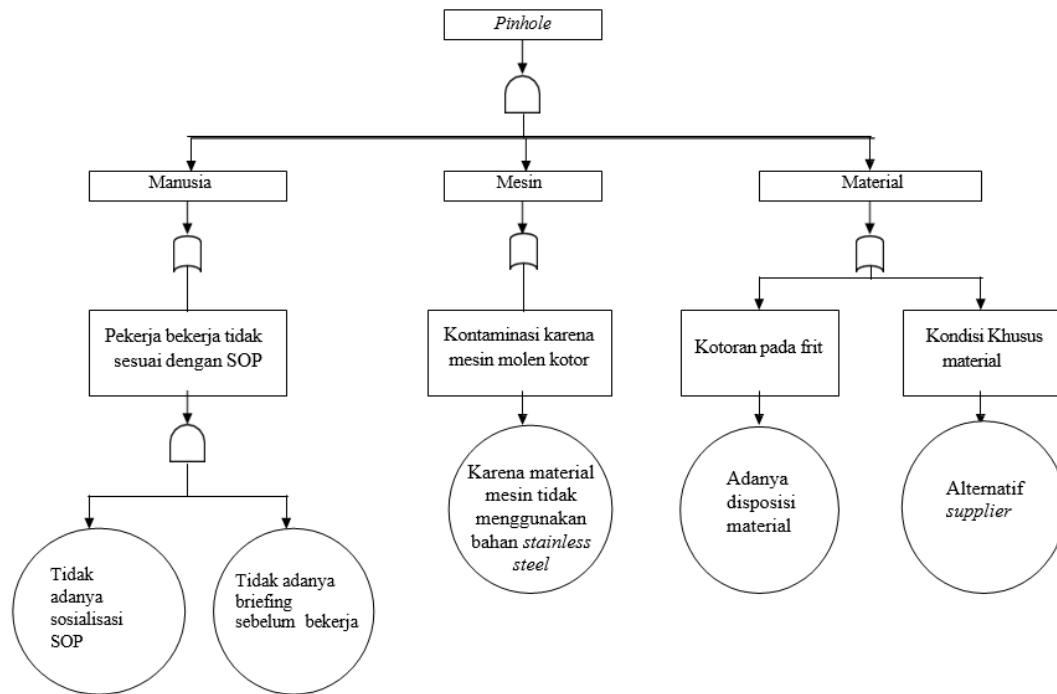 Pinhole
Manusia
Mesin
Material
Pekerja bekerja tidak
sesuai dengan SOP
Kontaminasi karena
mesin molen kotor
Kotoran pada frit
Kondisi Khusus
material
Tidak
adanya
sosialisasi
SOP
Tidak adanya
briefing
sebelum bekerja
Karena material
mesin tidak
menggunakan
bahan stainless
steel
Adanya
disposisi
material
Alternatif
supplier